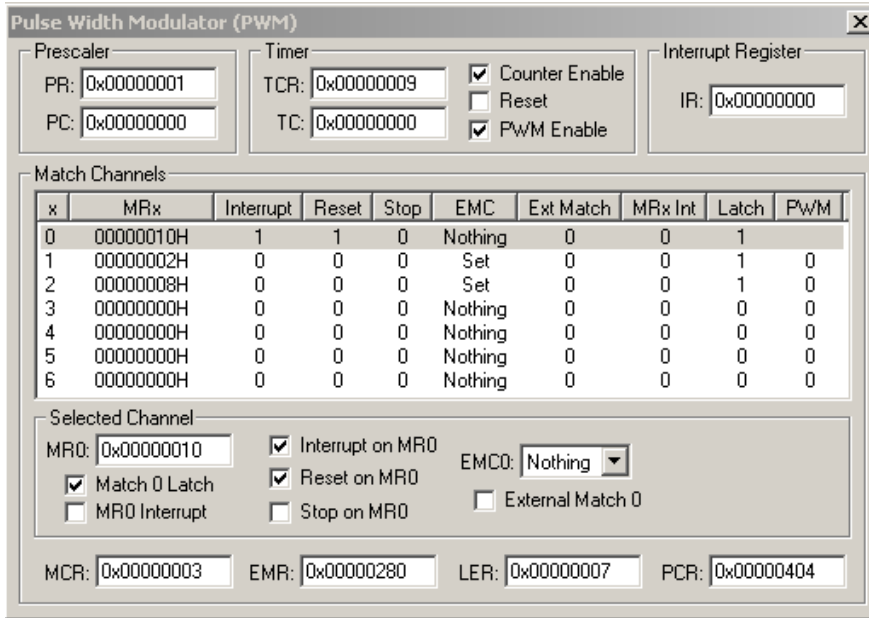 Pulse Width Modulator (PWM)
Prescaler
PR: 0x00000001
PC: 0x00000000
Timer
TCR: 0x00000009
TC: 0x00000000
Counter Enable
Reset
PWM Enable
Interrupt Register
IR: 0x00000000
Match Channels
x MRx Interrupt Reset Stop EMC Ext Match MRx Int Latch PWM
0 00000010H 1 1 0 Nothing 0 0 1
1 00000002H 0 0 0 Set 0 0 1 0
2 00000008H 0 0 0 Set 0 0 1 0
3 00000000H 0 0 0 Nothing 0 0 0 0
4 00000000H 0 0 0 Nothing 0 0 0 0
5 00000000H 0 0 0 Nothing 0 0 0 0
6 00000000H 0 0 0 Nothing 0 0 0 0
Selected Channel
MR0: 0x00000010
Match 0 Latch
MR0 Interrupt
Interrupt on MR0
Reset on MR0
Stop on MR0
EMC0: Nothing
External Match 0
MCR: 0x00000003 EMR: 0x00000280 LER: 0x00000007 PCR: 0x00000404